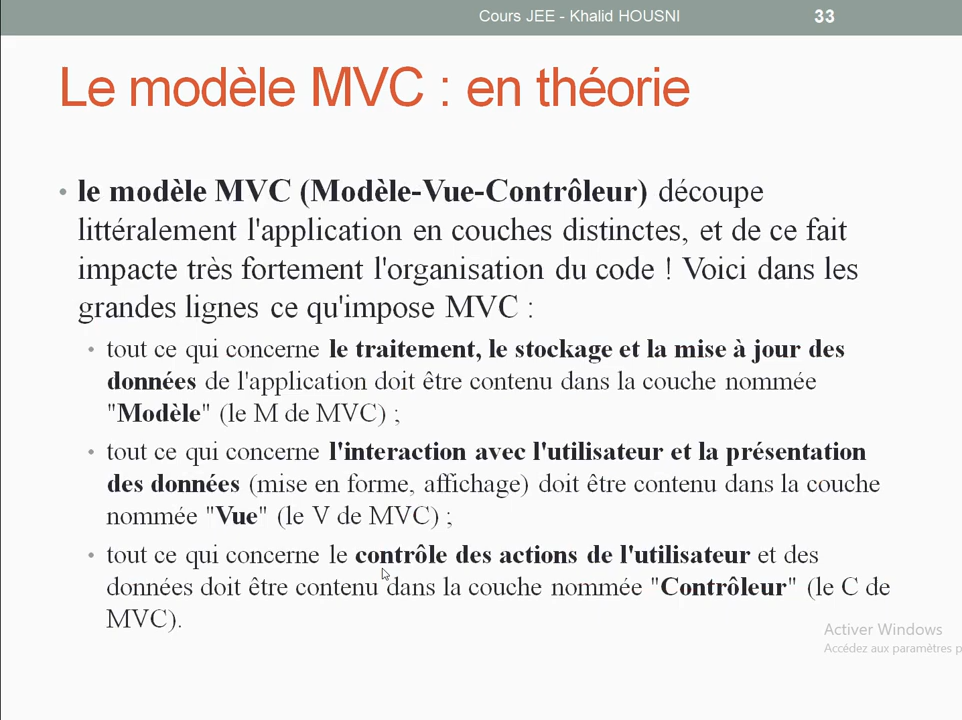 Cours JEE - Khalid HOUSNI 33
Le modèle MVC : en théorie
• le modèle MVC (Modèle-Vue-Contrôleur) découpe
littéralement l'application en couches distinctes, et de ce fait
impacte très fortement l'organisation du code ! Voici dans les
grandes lignes ce qu'impose MVC :
• tout ce qui concerne le traitement, le stockage et la mise à jour des
données de l'application doit être contenu dans la couche nommée
"Modèle" (le M de MVC) ;
• tout ce qui concerne l'interaction avec l'utilisateur et la présentation
des données (mise en forme, affichage) doit être contenu dans la couche
nommée "Vue" (le V de MVC) ;
• tout ce qui concerne le contrôle des actions de l'utilisateur et des
données doit être contenu dans la couche nommée "Contrôleur" (le C de
MVC).
Activer Windows
Accédez aux paramètres p